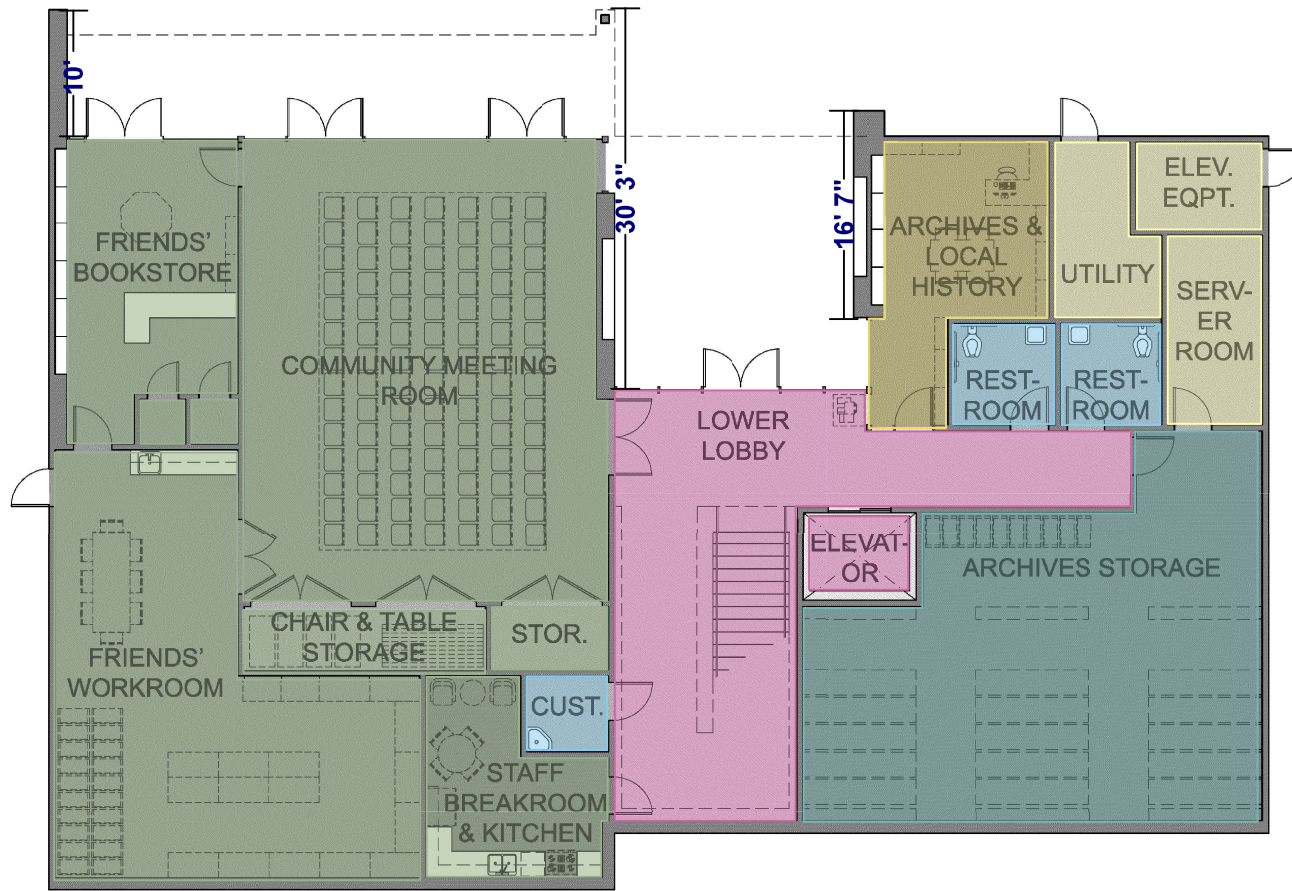 10'
30' 3"
16' 7"
FRIENDS'
BOOKSTORE
COMMUNITY MEETING
ROOM
ARCHIVES &
LOCAL
HISTORY
UTILITY
ELEV.
EQPT.
SERV-
ER
ROOM
REST-
ROOM
REST-
ROOM
LOWER
LOBBY
ELEVAT-
OR
ARCHIVES STORAGE
CHAIR & TABLE
STORAGE
STOR.
FRIENDS'
WORKROOM
CUST.
STAFF
BREAKROOM
& KITCHEN